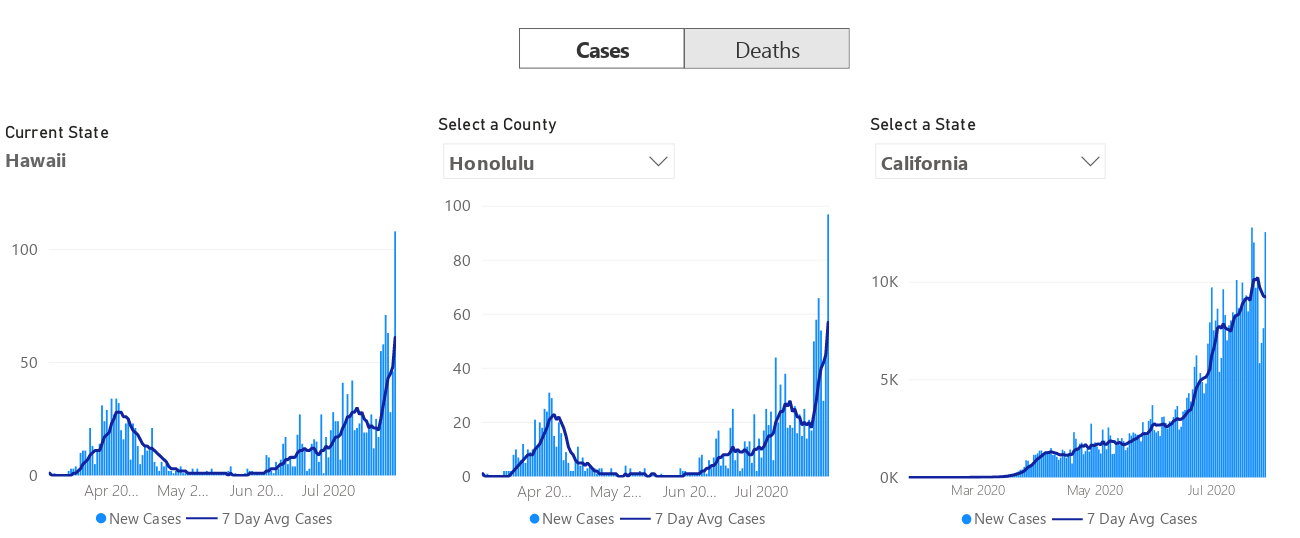 Cases Deaths
Current State
Hawaii
Select a County
Honolulu
Select a State
California
100
50
0
Apr 20... May 2... Jun 20... Jul 2020
New Cases 7 Day Avg Cases
100
80
60
40
20
0
Apr 20... May 2... Jun 20... Jul 2020
New Cases 7 Day Avg Cases
10K
5K
0K
Mar 2020 May 2020 Jul 2020
New Cases 7 Day Avg Cases